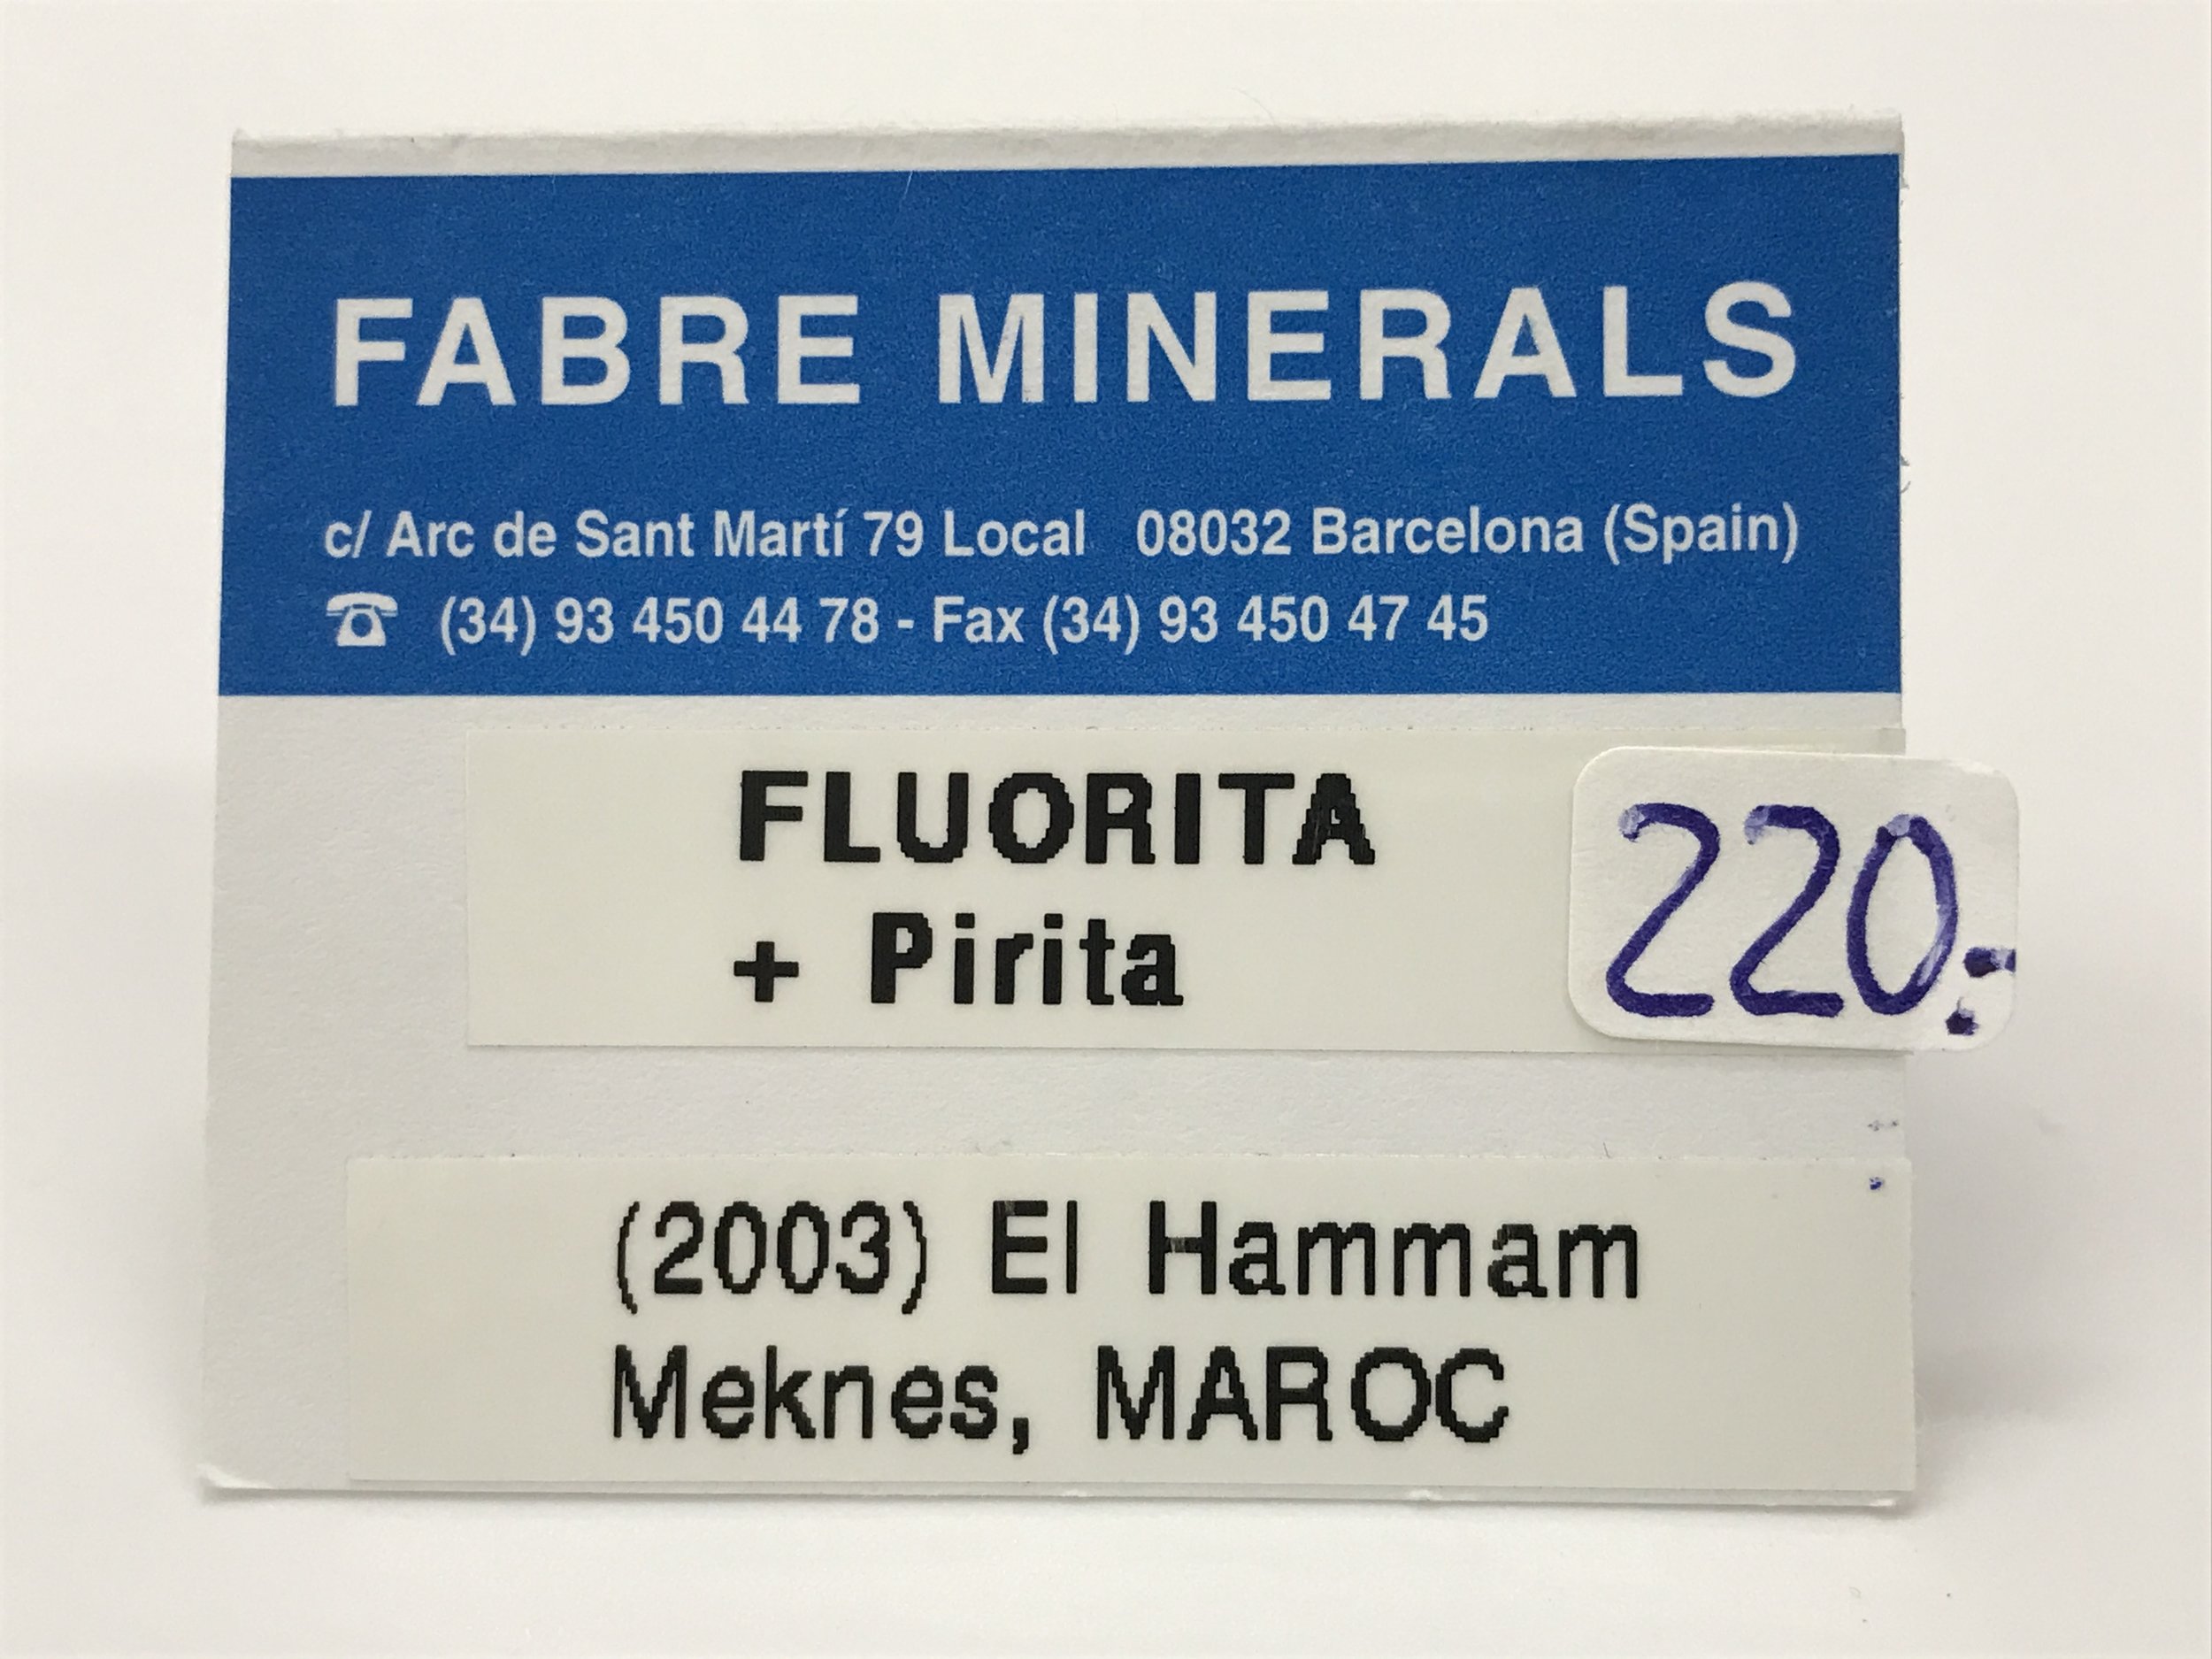 FABRE MINERALS
c/ Arc de Sant Martí 79 Local 08032 Barcelona (Spain)
☎ (34) 93 450 44 78 - Fax (34) 93 450 47 45
FLUORITA
+ Pirita
220.-
(2003) El Hammam
Meknes, MAROC